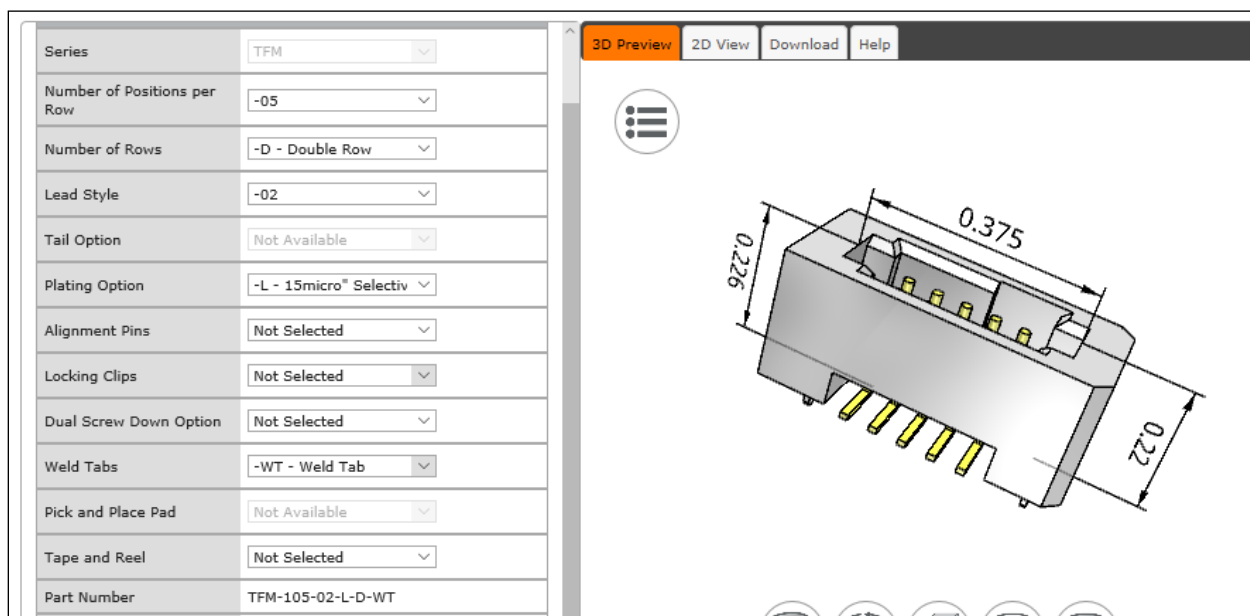 3D Preview
2D View
Download
Help
Series
TFM
Number of Positions per
Row
-05
Number of Rows
-D - Double Row
Lead Style
-02
Tail Option
Not Available
Plating Option
-L - 15micro" Selectiv
Alignment Pins
Not Selected
Locking Clips
Not Selected
Dual Screw Down Option
Not Selected
Weld Tabs
-WT - Weld Tab
Pick and Place Pad
Not Available
Tape and Reel
Not Selected
Part Number
TFM-105-02-L-D-WT
0.375
0.226
0.22